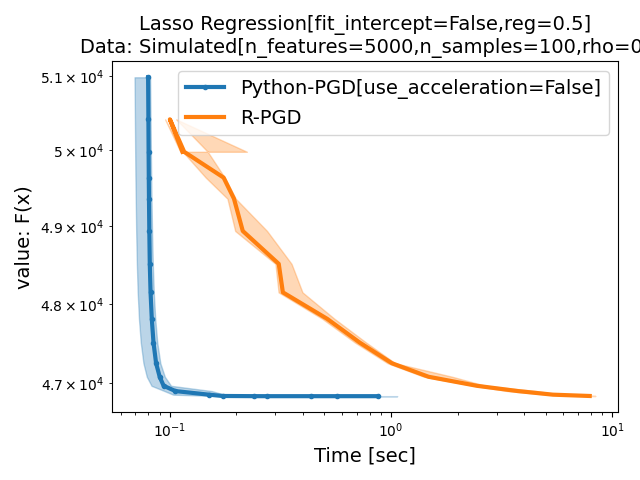 Lasso Regression[fit_intercept=False,reg=0.5]
Data: Simulated[n_features=5000,n_samples=100,rho=0
Python-PGD[use_acceleration=False]
R-PGD
value: F(x)
5.1 × 10⁴
5 × 10⁴
4.9 × 10⁴
4.8 × 10⁴
4.7 × 10⁴
10⁻¹
10⁰
10¹
Time [sec]